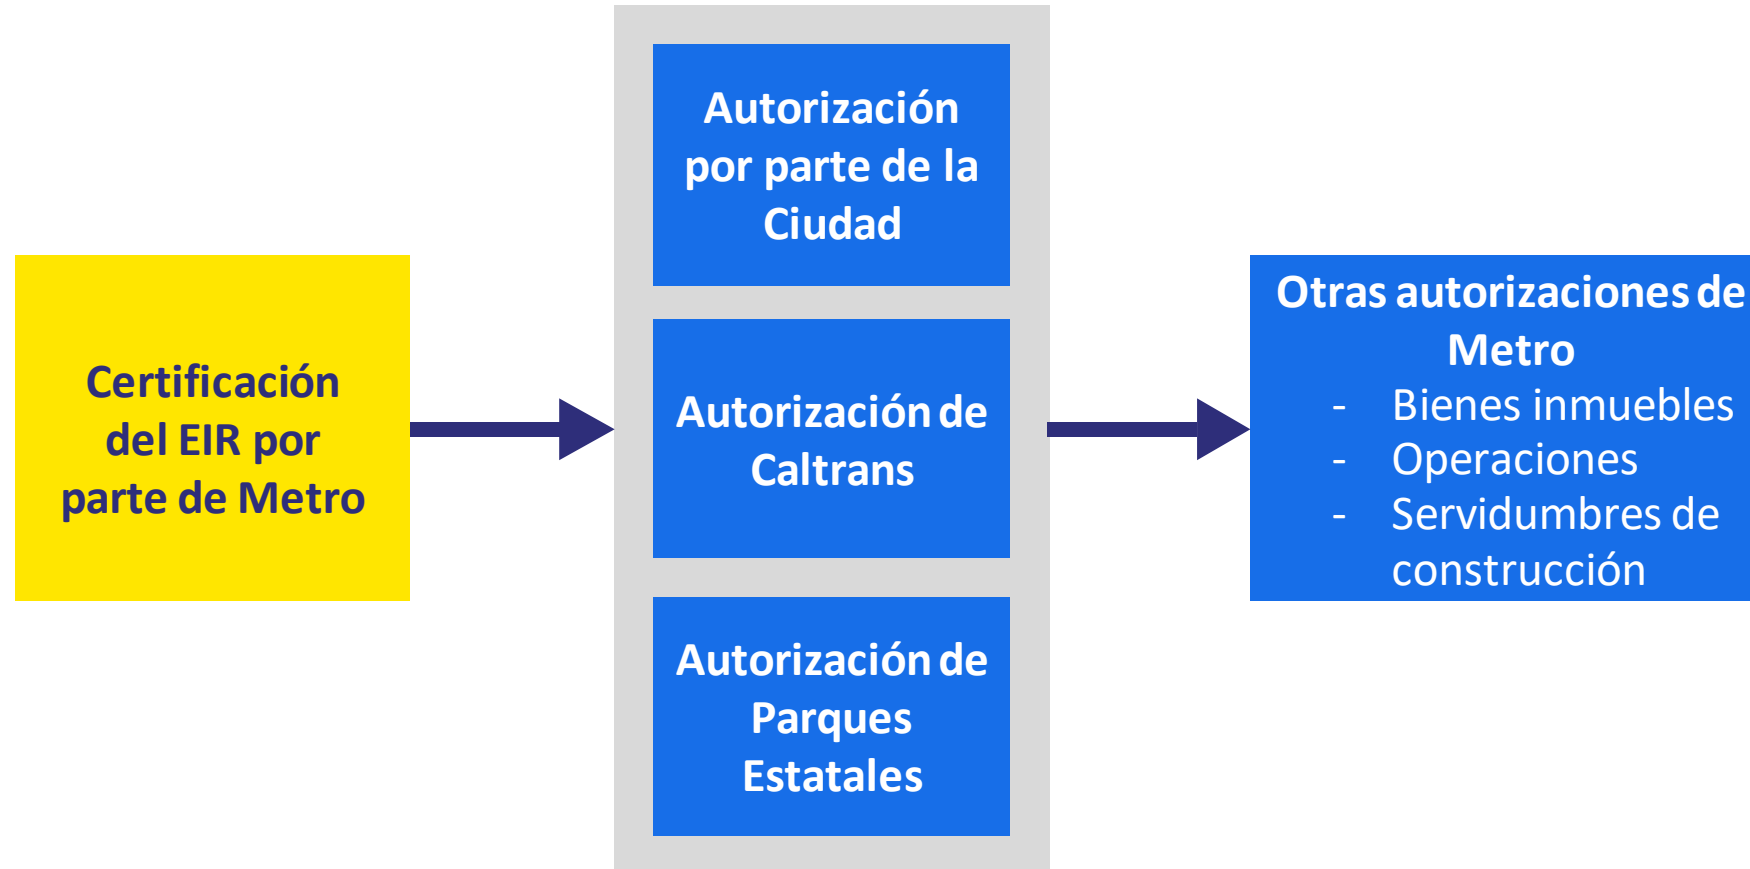 Certificación
del EIR por
parte de Metro
Autorización
por parte de la
Ciudad
Autorización de
Caltrans
Autorización de
Parques
Estatales
Otras autorizaciones de
Metro
- Bienes inmuebles
- Operaciones
- Servidumbres de
construcción